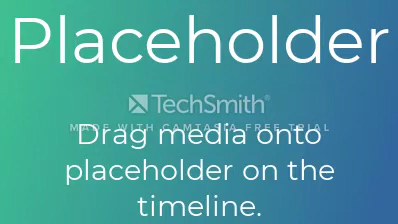 Placeholder
TechSmith®
MADE WITH CAMTASIA FREE TRIAL
Drag media onto
placeholder on the
timeline.